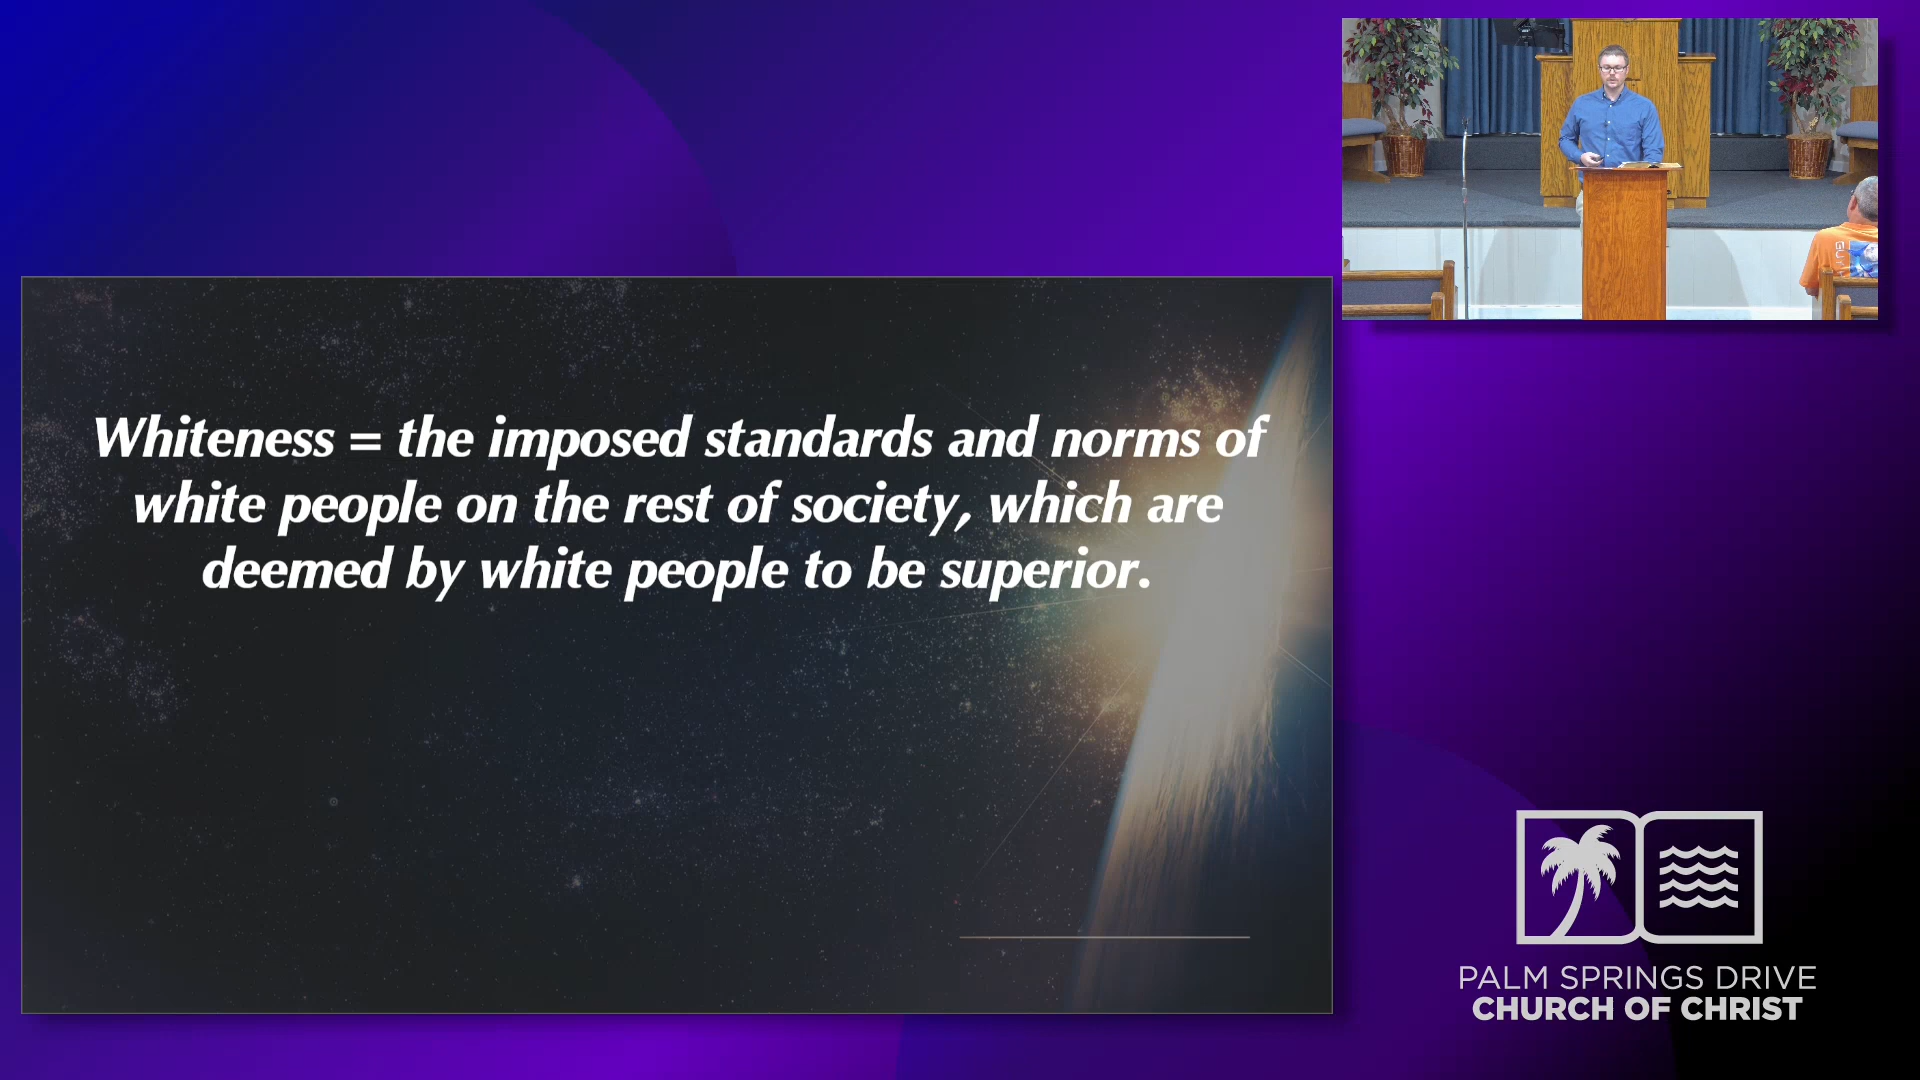 Whiteness = the imposed standards and norms of
white people on the rest of society, which are
deemed by white people to be superior.
PALM SPRINGS DRIVE
CHURCH OF CHRIST